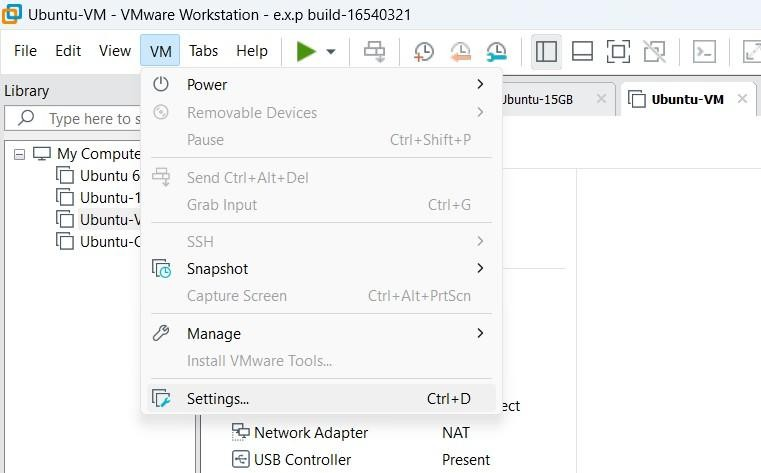 Ubuntu-VM - VMware Workstation - e.x.p build-16540321
File Edit View VM Tabs Help
Library
Type here to s
My Compute
Ubuntu 6
Ubuntu-1
Ubuntu-V
Ubuntu-
Ubuntu-15GB
Ubuntu-VM
Power
Removable Devices
Pause Ctrl+Shift+P
Send Ctrl+Alt+Del
Grab Input Ctrl+G
SSH
Snapshot
Capture Screen Ctrl+Alt+PrtScn
Manage
Install VMware Tools...
Settings... Ctrl+D
ect
Network Adapter NAT
USB Controller Present